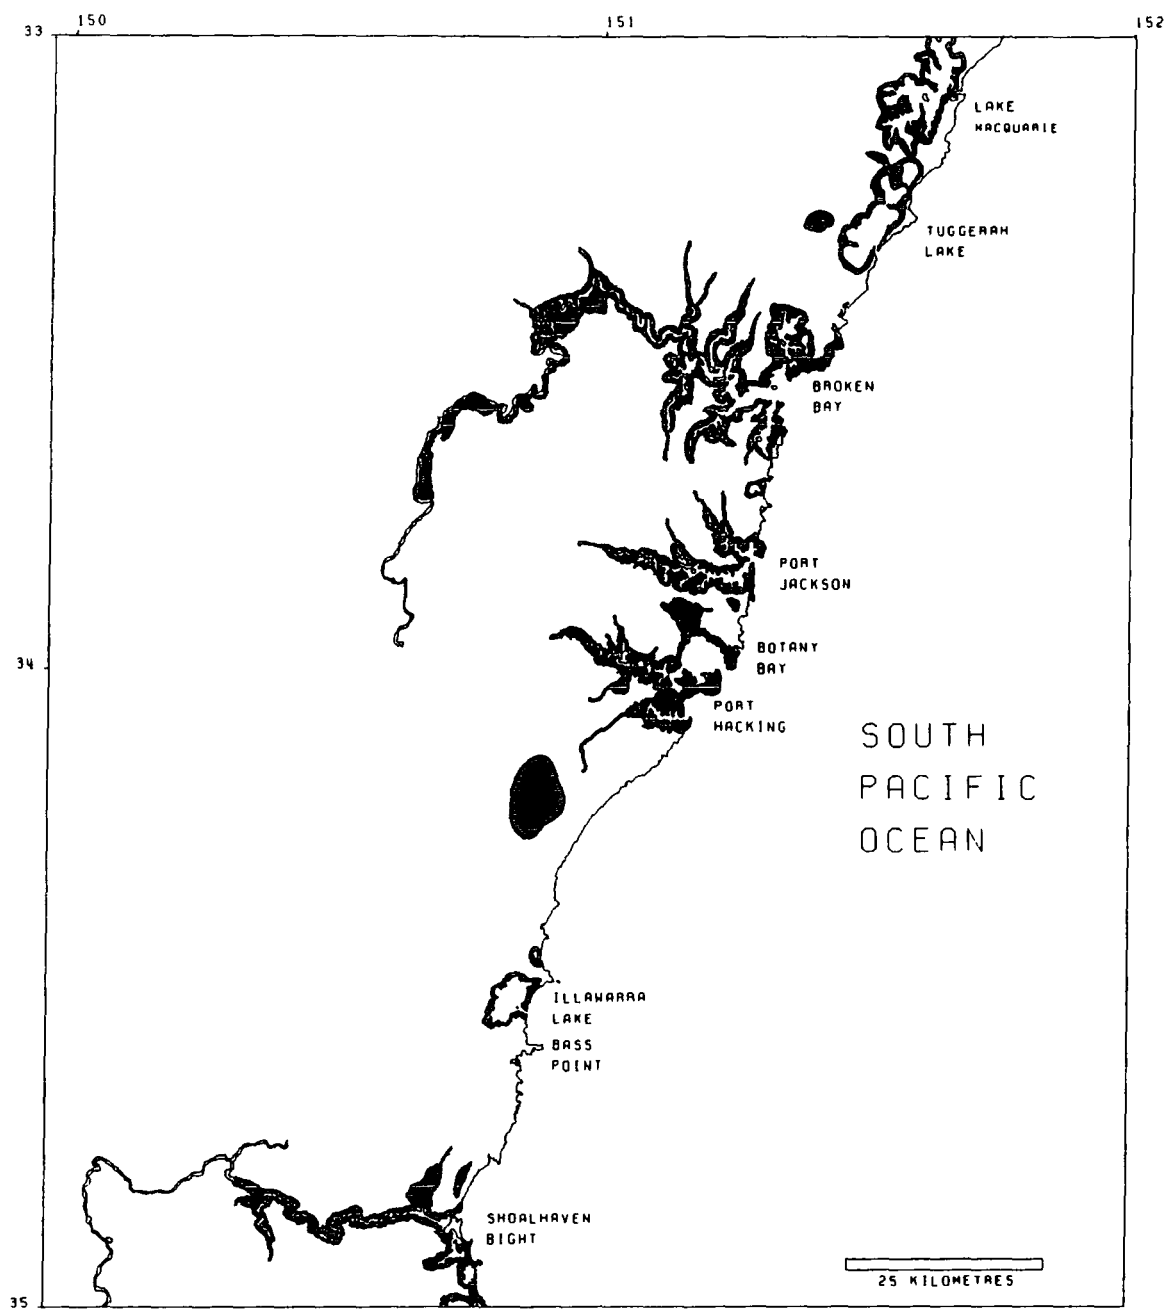 150 151 152
33
LAKE
MACQUARIE
TUGGERAH
LAKE
BROKEN
BAY
PORT
JACKSON
BOTANY
BAY
34
PORT
HACKING
SOUTH
PACIFIC
OCEAN
ILLAWARRA
LAKE
BASS
POINT
SHOALHAVEN
BIGHT
25 KILOMETRES
35